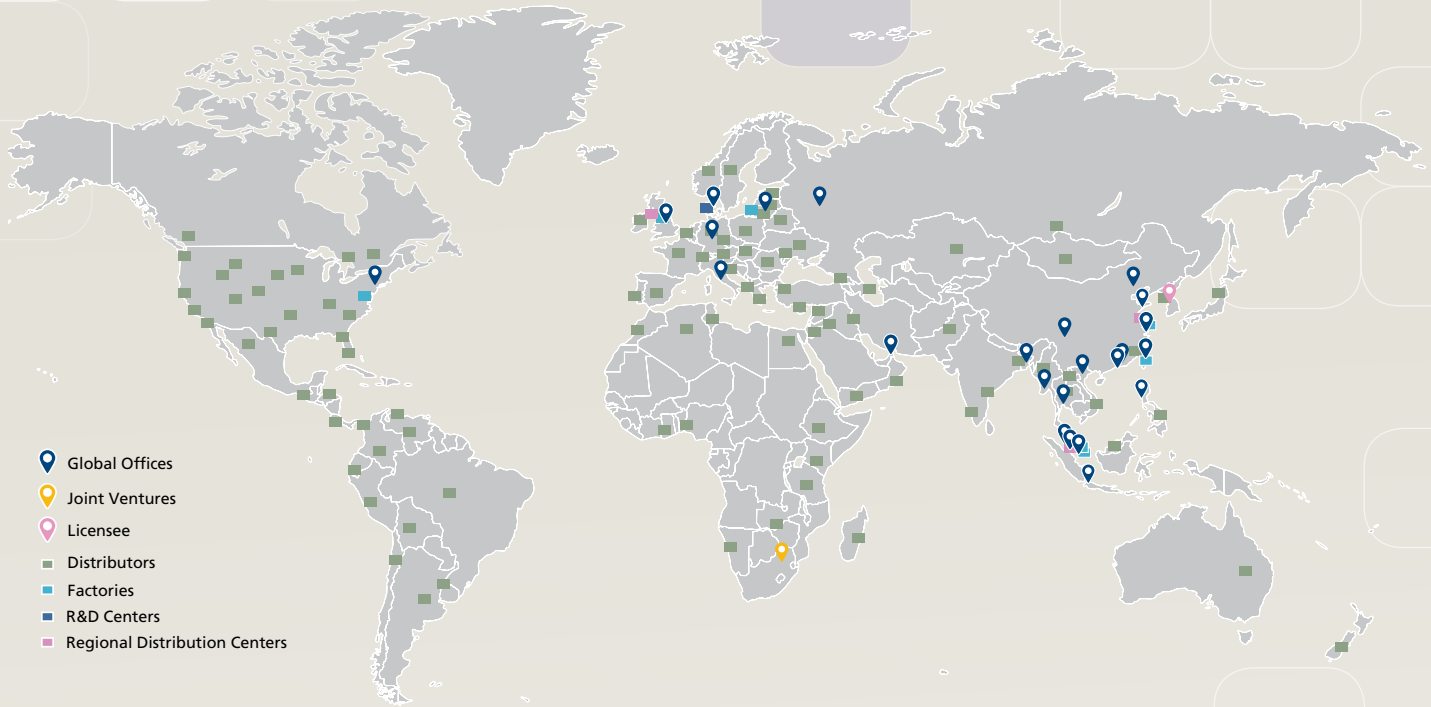 Global Offices
Joint Ventures
Licensee
Distributors
Factories
R&D Centers
Regional Distribution Centers